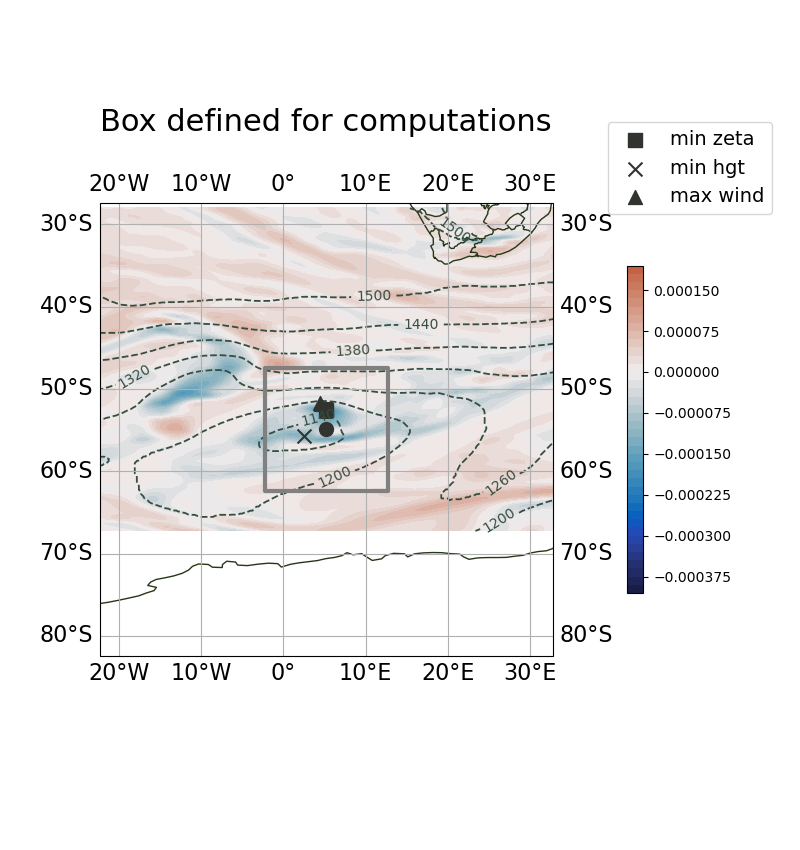 Box defined for computations
min zeta
min hgt
max wind
20°W 10°W 0° 10°E 20°E 30°E
30°S 30°S
1500
1500
40°S 40°S
1440
1380
1320
50°S 50°S
60°S 60°S
1200
1260
1200
70°S 70°S
80°S 80°S
20°W 10°W 0° 10°E 20°E 30°E
0.000150
0.000075
0.000000
−0.000075
−0.000150
−0.000225
−0.000300
−0.000375